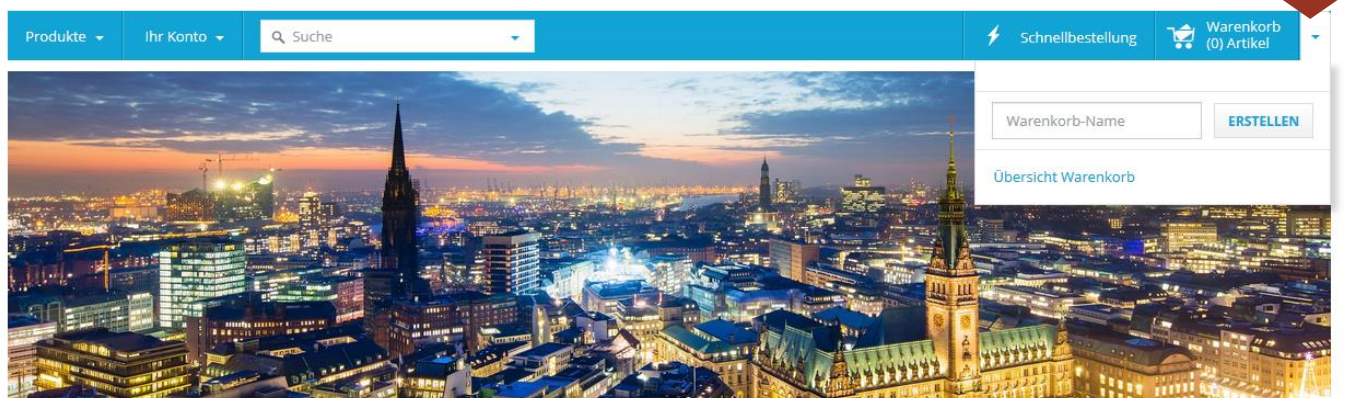 Produkte
Ihr Konto
Suche
Schnellbestellung
Warenkorb
(0) Artikel
Warenkorb-Name
ERSTELLEN
Übersicht Warenkorb